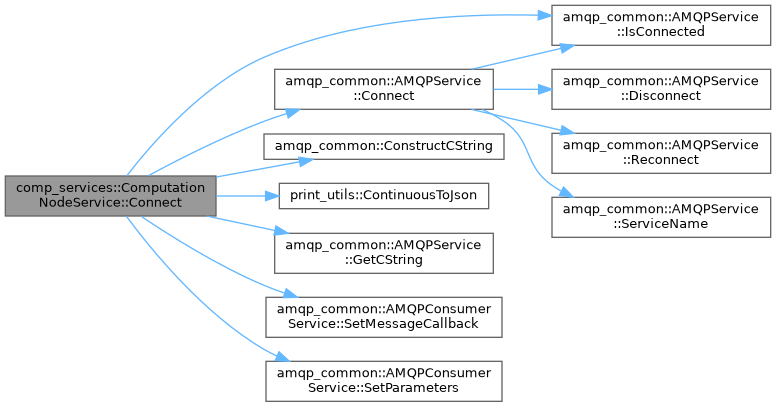 comp_services::Computation
NodeService::Connect
amqp_common::AMQPService
::Connect
amqp_common::ConstructCString
print_utils::ContinuousToJson
amqp_common::AMQPService
::GetCString
amqp_common::AMQPConsumer
Service::SetMessageCallback
amqp_common::AMQPConsumer
Service::SetParameters
amqp_common::AMQPService
::IsConnected
amqp_common::AMQPService
::Disconnect
amqp_common::AMQPService
::Reconnect
amqp_common::AMQPService
::ServiceName